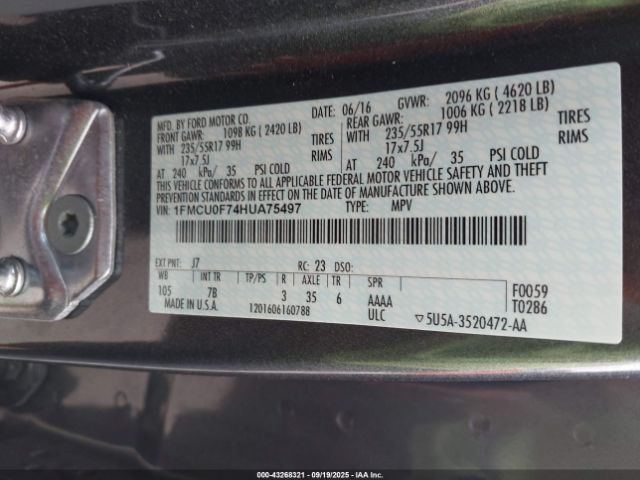 MFD. BY FORD MOTOR CO. DATE: 06/16 GVWR: 2096 KG ( 4620 LB)
FRONT GAWR: 1098 KG ( 2420 LB) REAR GAWR: 1006 KG ( 2218 LB)
WITH 235/55R17 99H TIRES WITH 235/55R17 99H TIRES
17x7.5J RIMS 17x7.5J RIMS
AT 240 kPa/ 35 PSI COLD AT 240 kPa/ 35 PSI COLD
THIS VEHICLE CONFORMS TO ALL APPLICABLE FEDERAL MOTOR VEHICLE SAFETY AND THEFT
PREVENTION STANDARDS IN EFFECT ON THE DATE OF MANUFACTURE SHOWN ABOVE.
VIN: 1FMCU0F74HUA75497 TYPE: MPV
EXT PNT: J7 RC: 23 DSO:
WB INT TR TP/PS R AXLE TR SPR F0059
105 7B 3 35 6 AAAA T0286
MADE IN U.S.A. 1201606160788 ULC ▽5U5A-3520472-AA
000-43268321 - 09/19/2025 - IAAI.COM